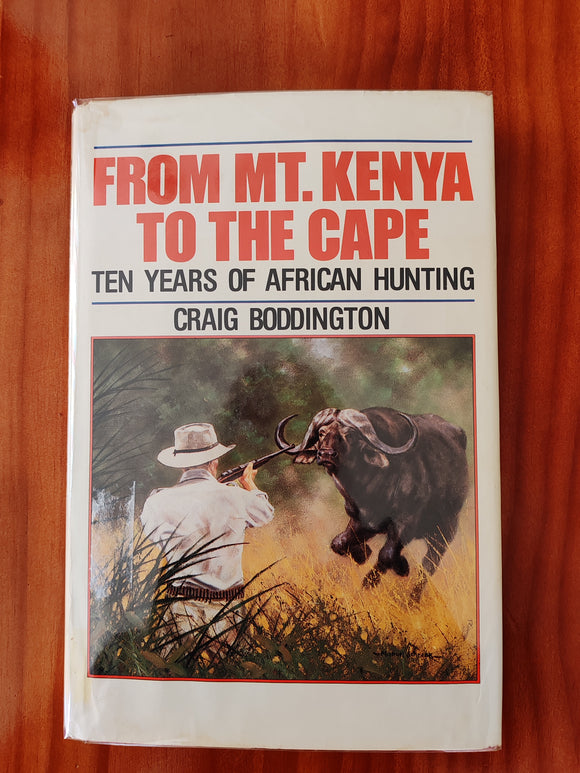 FROM MT. KENYA
TO THE CAPE
TEN YEARS OF AFRICAN HUNTING
CRAIG BODDINGTON